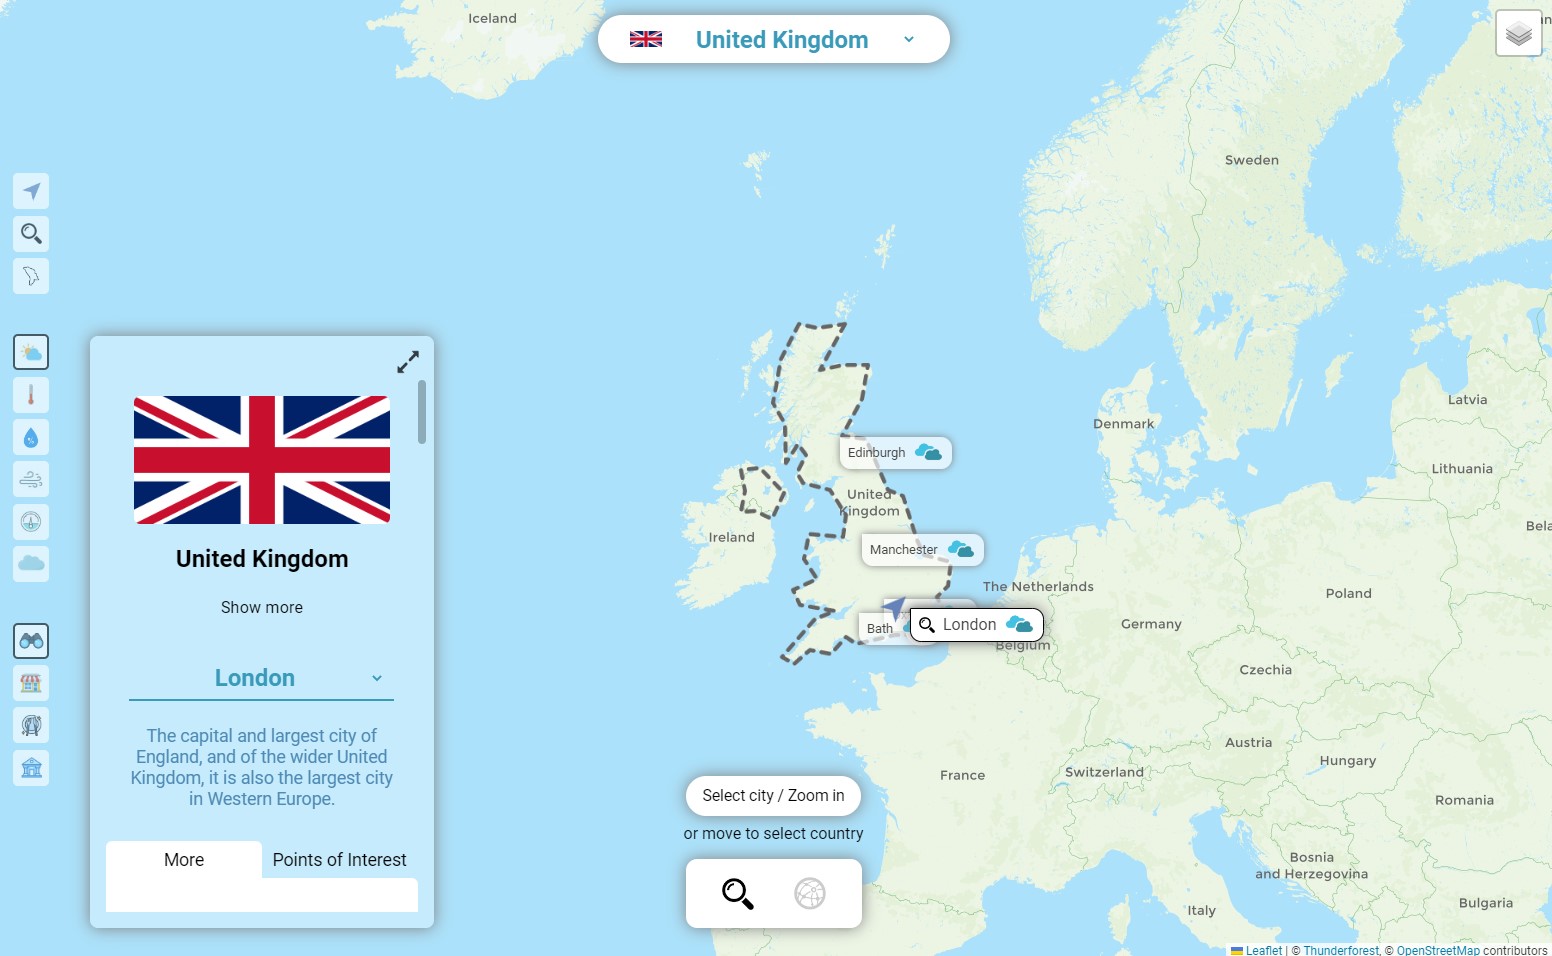 Iceland
United Kingdom
Sweden
Latvia
Denmark
Lithuania
Edinburgh
United
Kingdom
Ireland
Manchester
Bela
The Netherlands
Poland
Bath
London
Germany
Belgium
Czechia
Austria
Hungary
France
Switzerland
Romania
Bosnia
and Herzegovina
Bulgaria
Italy
United Kingdom
Show more
London
The capital and largest city of
England, and of the wider United
Kingdom, it is also the largest city
in Western Europe.
More
Points of Interest
Select city / Zoom in
or move to select country
Leaflet | © Thunderforest, © OpenStreetMap contributors